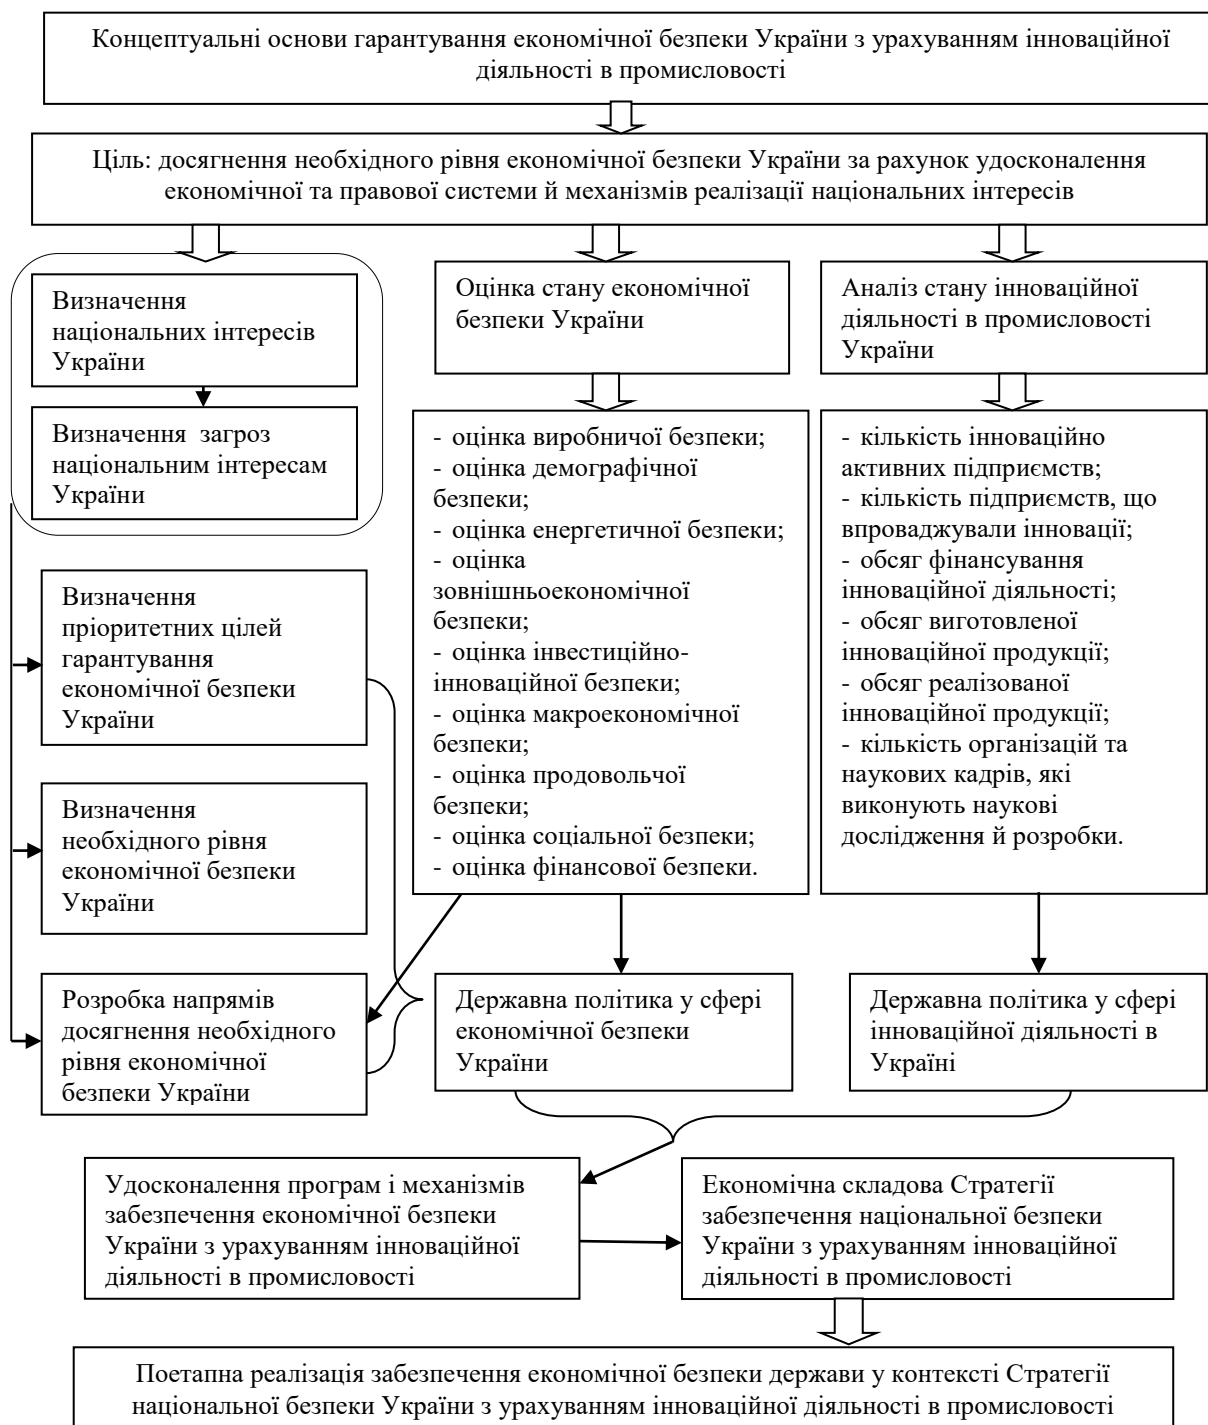 Концептуальні основи гарантування економічної безпеки України з урахуванням інноваційної
діяльності в промисловості
Ціль: досягнення необхідного рівня економічної безпеки України за рахунок удосконалення
економічної та правової системи й механізмів реалізації національних інтересів
Визначення
національних інтересів
України
Визначення загроз
національним інтересам
України
Визначення
пріоритетних цілей
гарантування
економічної безпеки
України
Визначення
необхідного рівня
економічної безпеки
України
Розробка напрямів
досягнення необхідного
рівня економічної
безпеки України
Оцінка стану економічної
безпеки України
- оцінка виробничої безпеки;
- оцінка демографічної
безпеки;
- оцінка енергетичної безпеки;
- оцінка
зовнішньоекономічної
безпеки;
- оцінка інвестиційно-
інноваційної безпеки;
- оцінка макроекономічної
безпеки;
- оцінка продовольчої
безпеки;
- оцінка соціальної безпеки;
- оцінка фінансової безпеки.
Державна політика у сфері
економічної безпеки
України
Аналіз стану інноваційної
діяльності в промисловості
України
- кількість інноваційно
активних підприємств;
- кількість підприємств, що
впроваджували інновації;
- обсяг фінансування
інноваційної діяльності;
- обсяг виготовленої
інноваційної продукції;
- обсяг реалізованої
інноваційної продукції;
- кількість організацій та
наукових кадрів, які
виконують наукові
дослідження й розробки.
Державна політика у сфері
інноваційної діяльності в
Україні
Удосконалення програм і механізмів
забезпечення економічної безпеки
України з урахуванням інноваційної
діяльності в промисловості
Економічна складова Стратегії
забезпечення національної безпеки
України з урахуванням інноваційної
діяльності в промисловості
Поетапна реалізація забезпечення економічної безпеки держави у контексті Стратегії
національної безпеки України з урахуванням інноваційної діяльності в промисловості